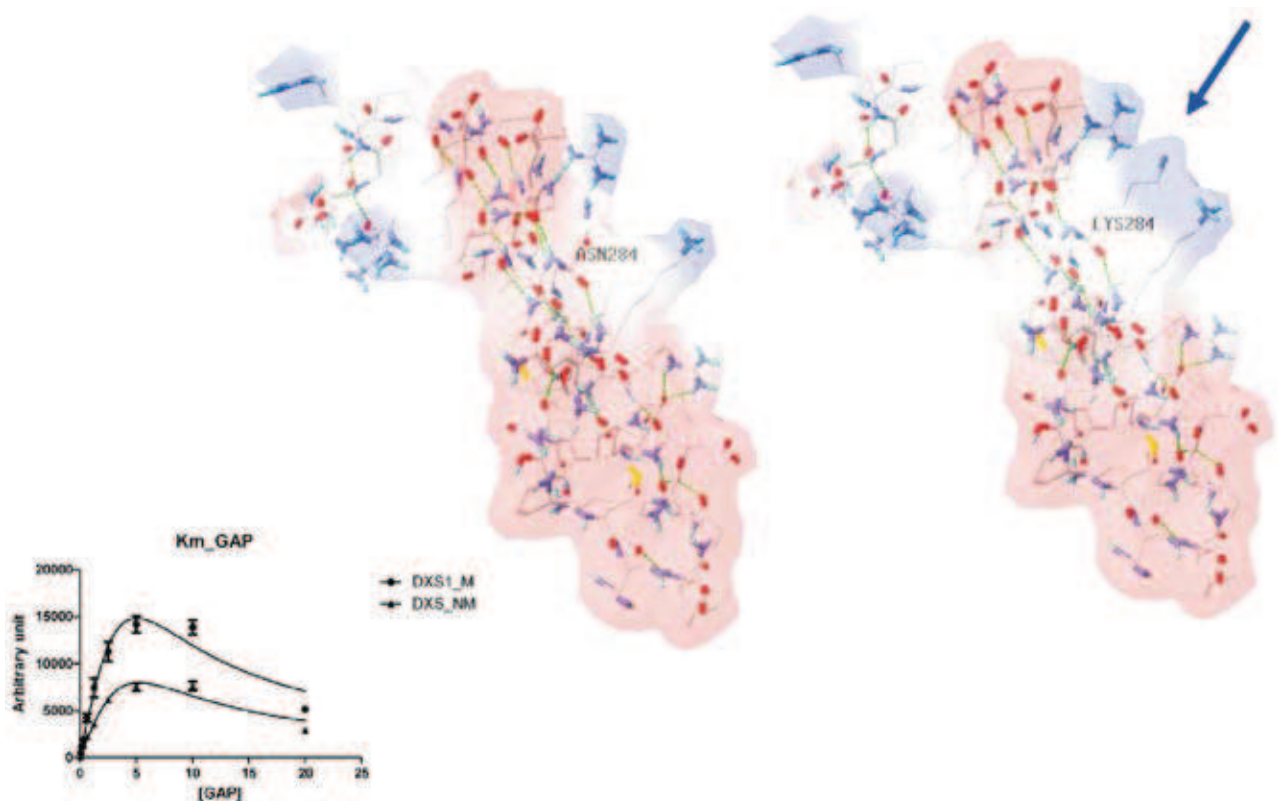 ASN284
LYS284
Km_GAP
20000
15000
10000
5000
0
Arbitrary unit
0 5 10 15 20 25
[GAP]
DXS1_M
DXS_NM